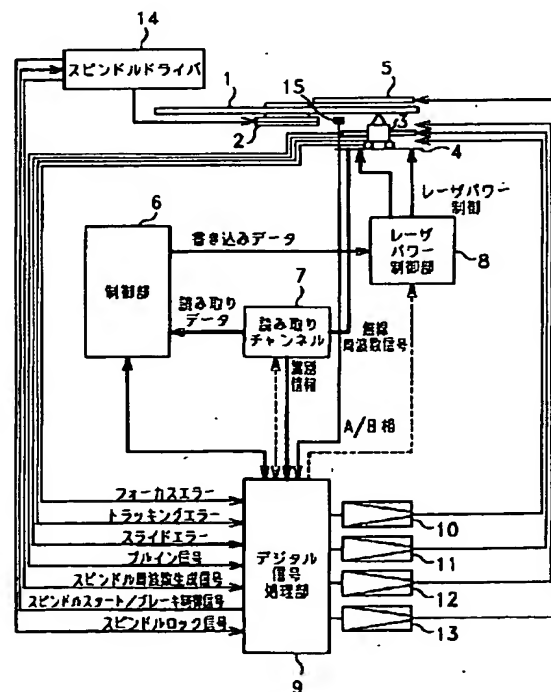 14
スピンドルドライバ
1
15
5
2
3
4
6
レーザパワー
制御
書き込みデータ
レーザ
パワー
制御部
8
制御部
7
読み取り
データ
読み取り
チャンネル
無線
周波数信号
識別
情報
A/B相
フォーカスエラー
トラッキングエラー
スライドエラー
プルイン信号
スピンドル周波数生成信号
スピンドルスタート/ブレーキ制御信号
スピンドルロック信号
デジタル
信号
処理部
10
11
12
13
9